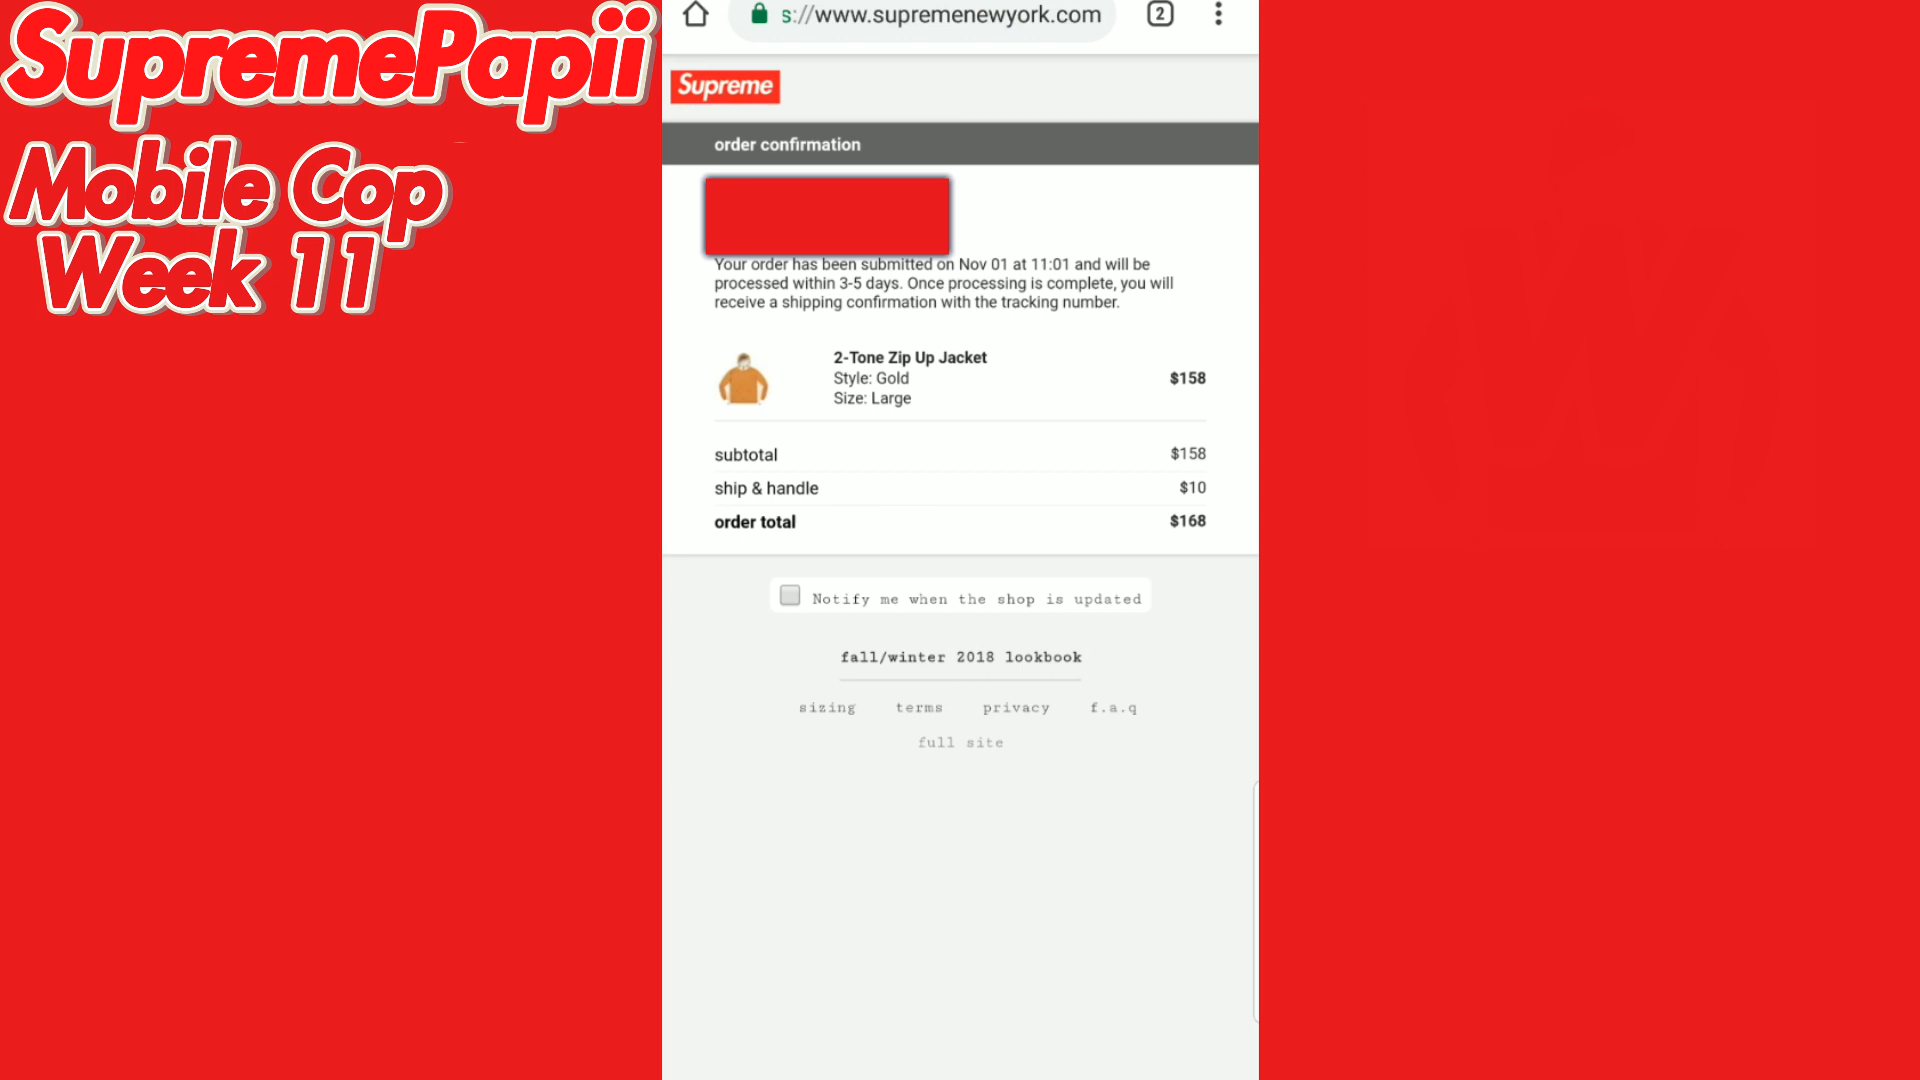 SupremePapii
Mobile Cop
Week 11
s://www.supremenewyork.com
2
Supreme
order confirmation
Your order has been submitted on Nov 01 at 11:01 and will be
processed within 3-5 days. Once processing is complete, you will
receive a shipping confirmation with the tracking number.
2-Tone Zip Up Jacket
Style: Gold
Size: Large
$158
subtotal $158
ship & handle $10
order total $168
Notify me when the shop is updated
fall/winter 2018 lookbook
sizing terms privacy f.a.q
full site